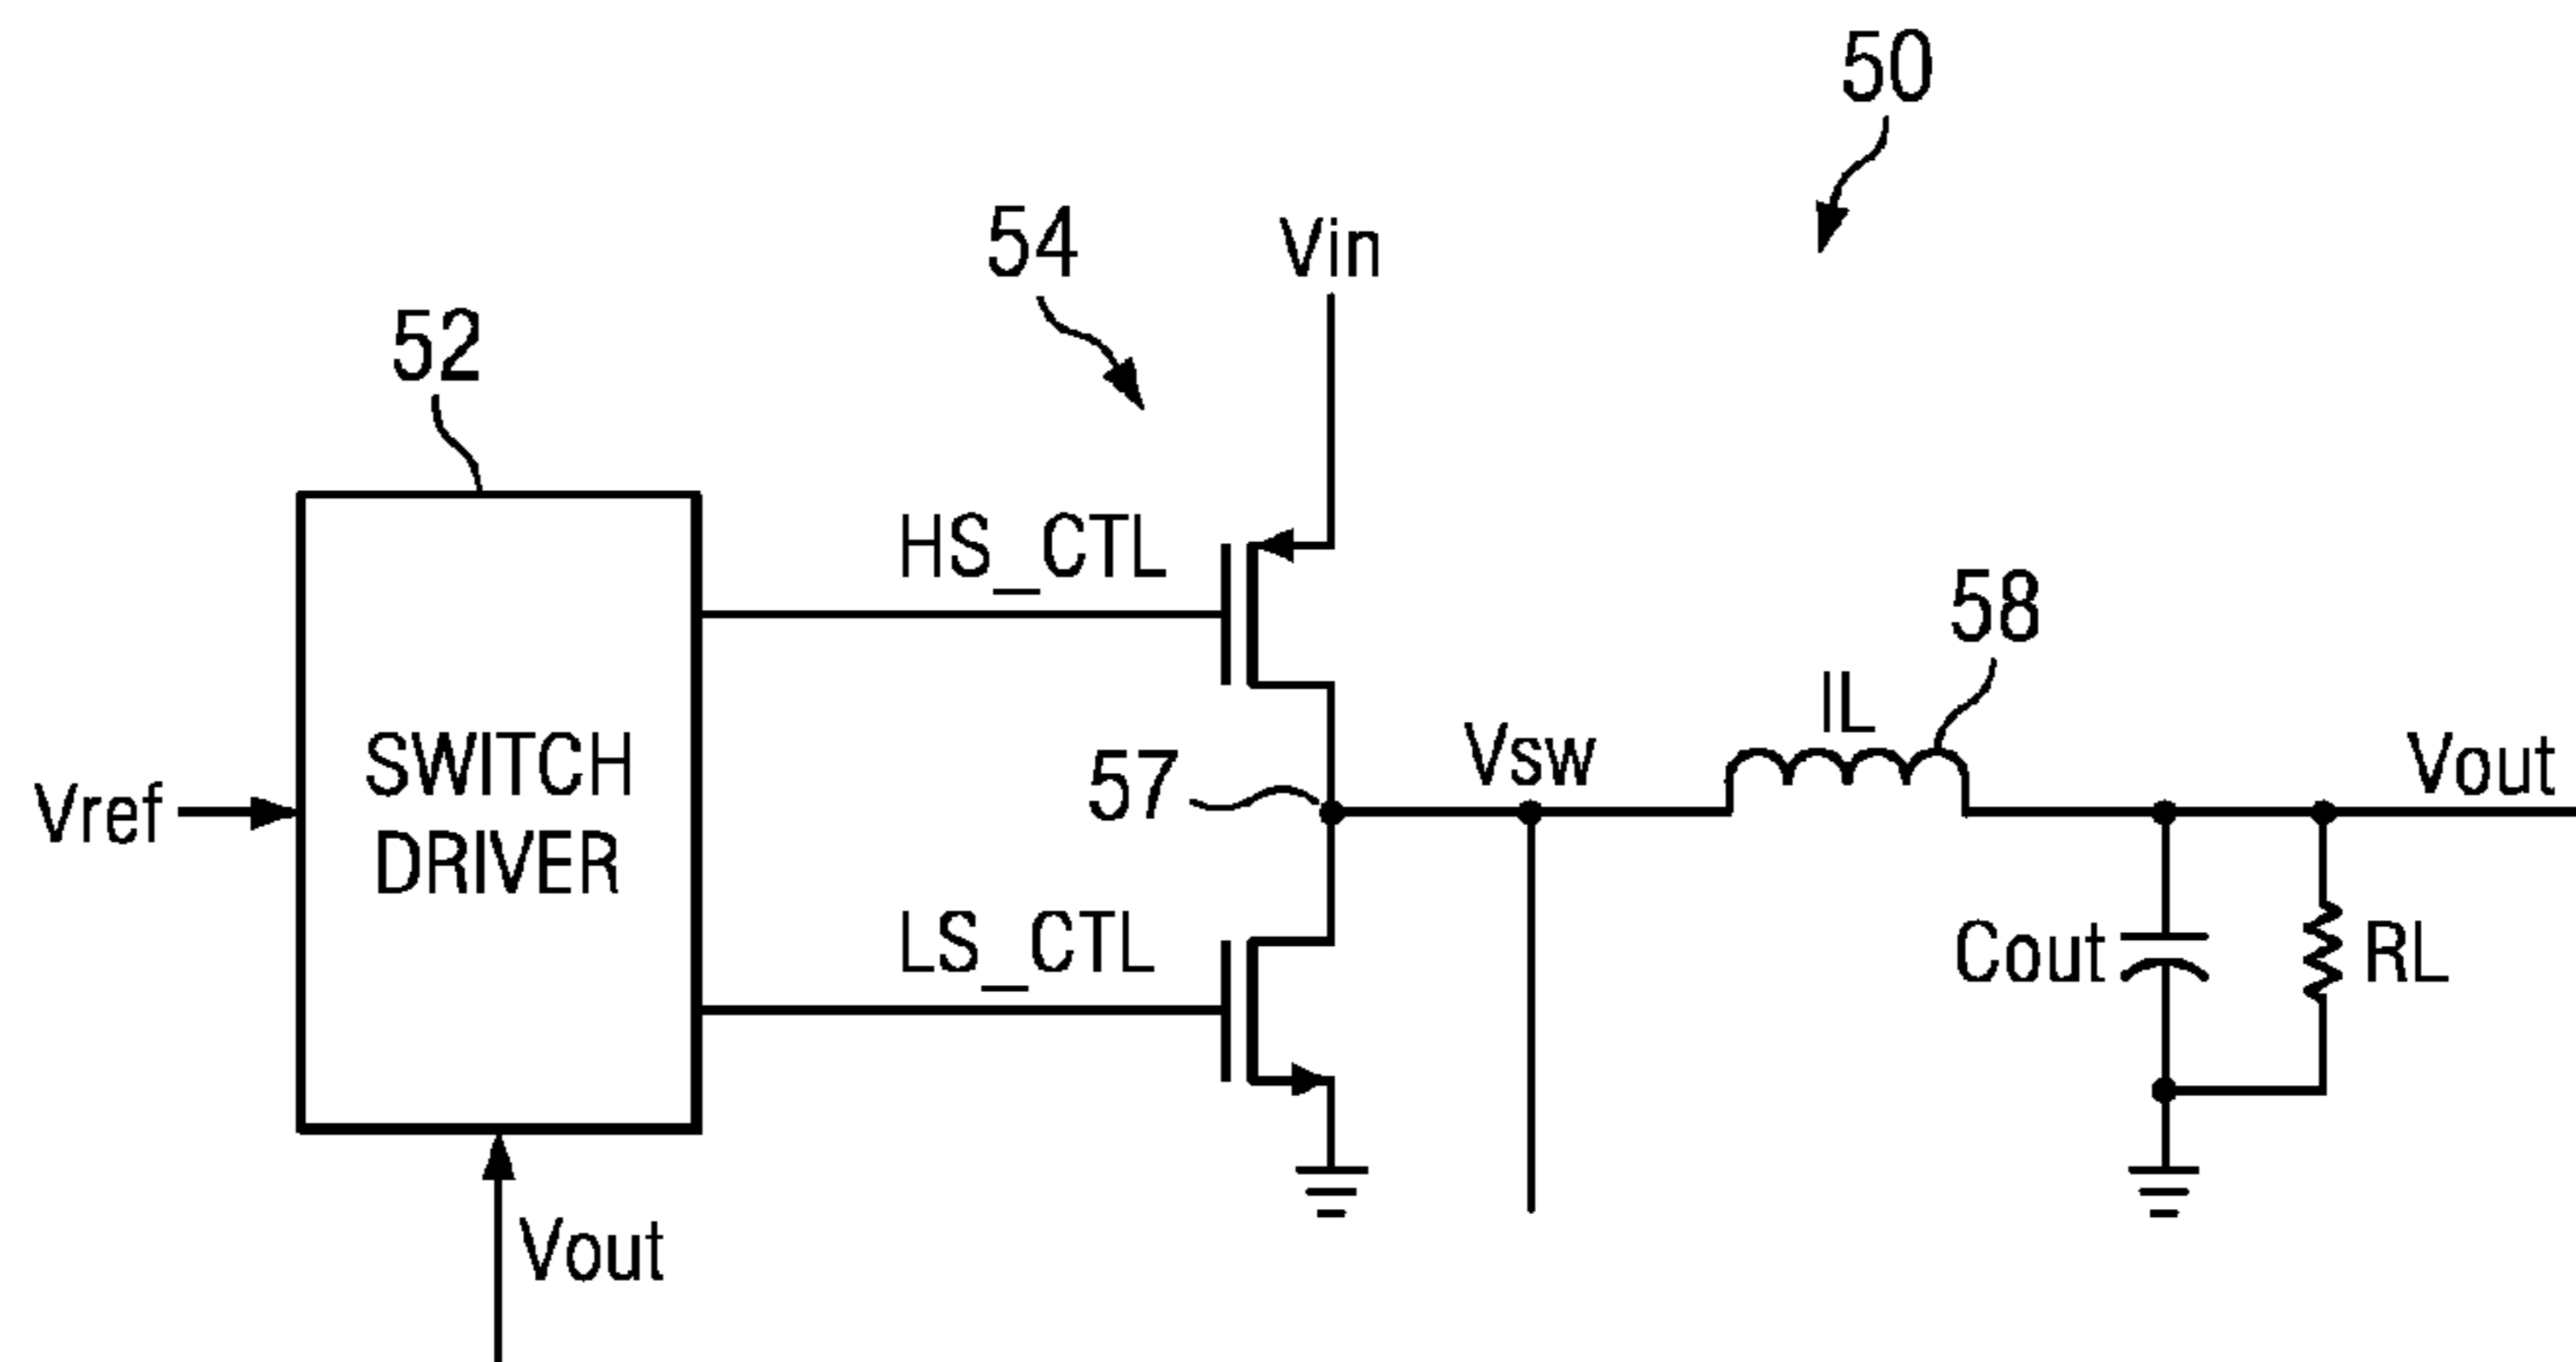 50
54
Vin
52
HS_CTL
58
IL
Vsw
57
Vout
SWITCH
DRIVER
Vref
LS_CTL
Cout
RL
Vout